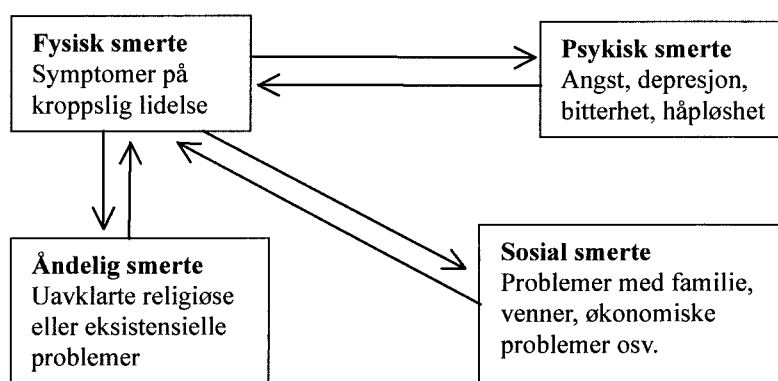 Fysisk smerte
Symptomer på
kroppslig lidelse
Psykisk smerte
Angst, depresjon,
bitterhet, håpløshet
Åndelig smerte
Uavklarte religiøse
eller eksistensielle
problemer
Sosial smerte
Problemer med familie,
venner, økonomiske
problemer osv.